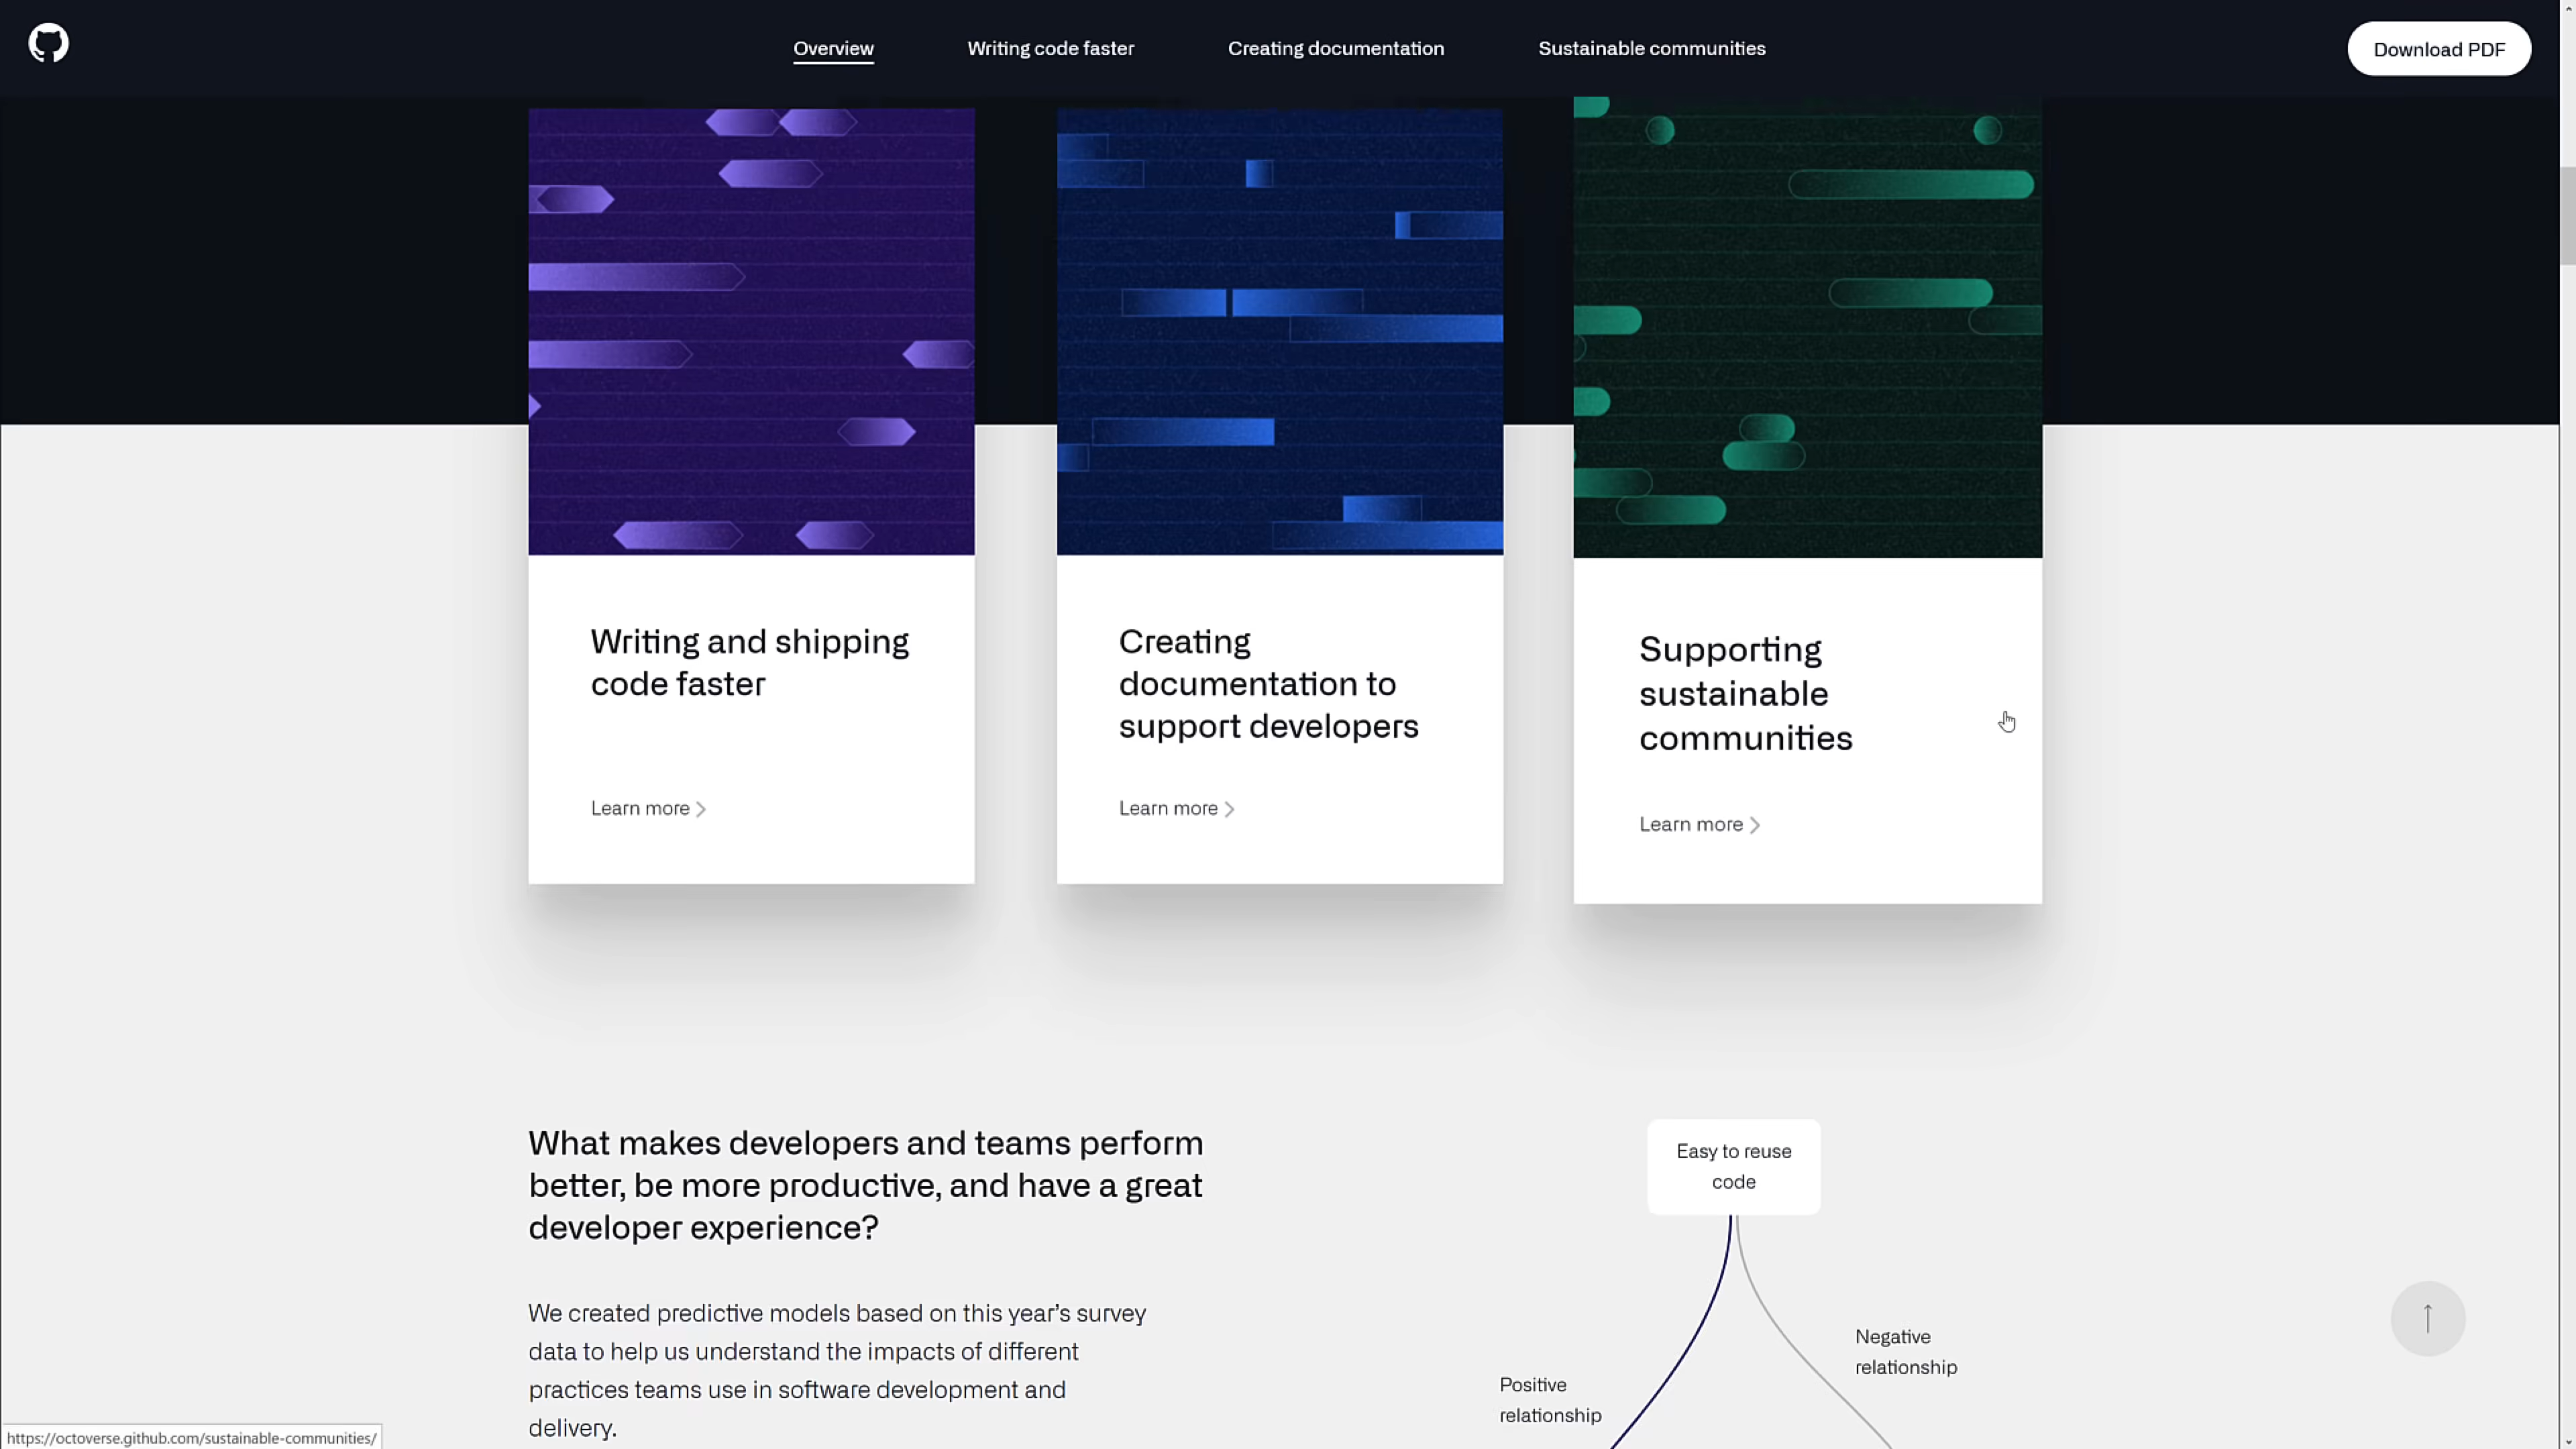 Overview
Writing code faster
Creating documentation
Sustainable communities
Download PDF
Writing and shipping
code faster
Learn more
Creating
documentation to
support developers
Learn more
Supporting
sustainable
communities
Learn more
What makes developers and teams perform
better, be more productive, and have a great
developer experience?
We created predictive models based on this year's survey
data to help us understand the impacts of different
practices teams use in software development and
delivery.
Easy to reuse
code
Negative
relationship
Positive
relationship
https://octoverse.github.com/sustainable-communities/